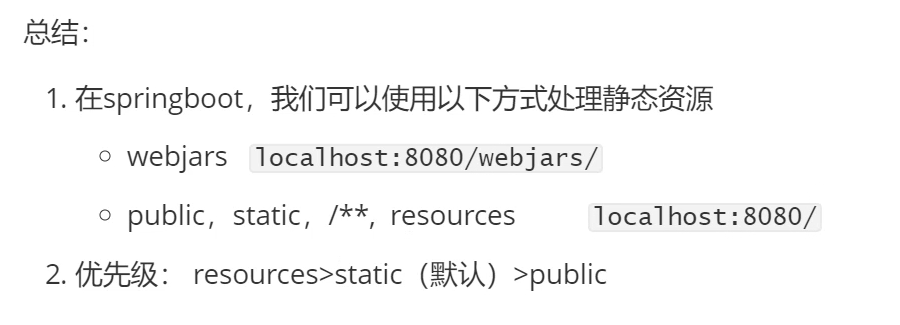 总结：
1. 在springboot，我们可以使用以下方式处理静态资源
webjars localhost:8080/webjars/
public，static，/**, resources localhost:8080/
2. 优先级： resources>static（默认）>public